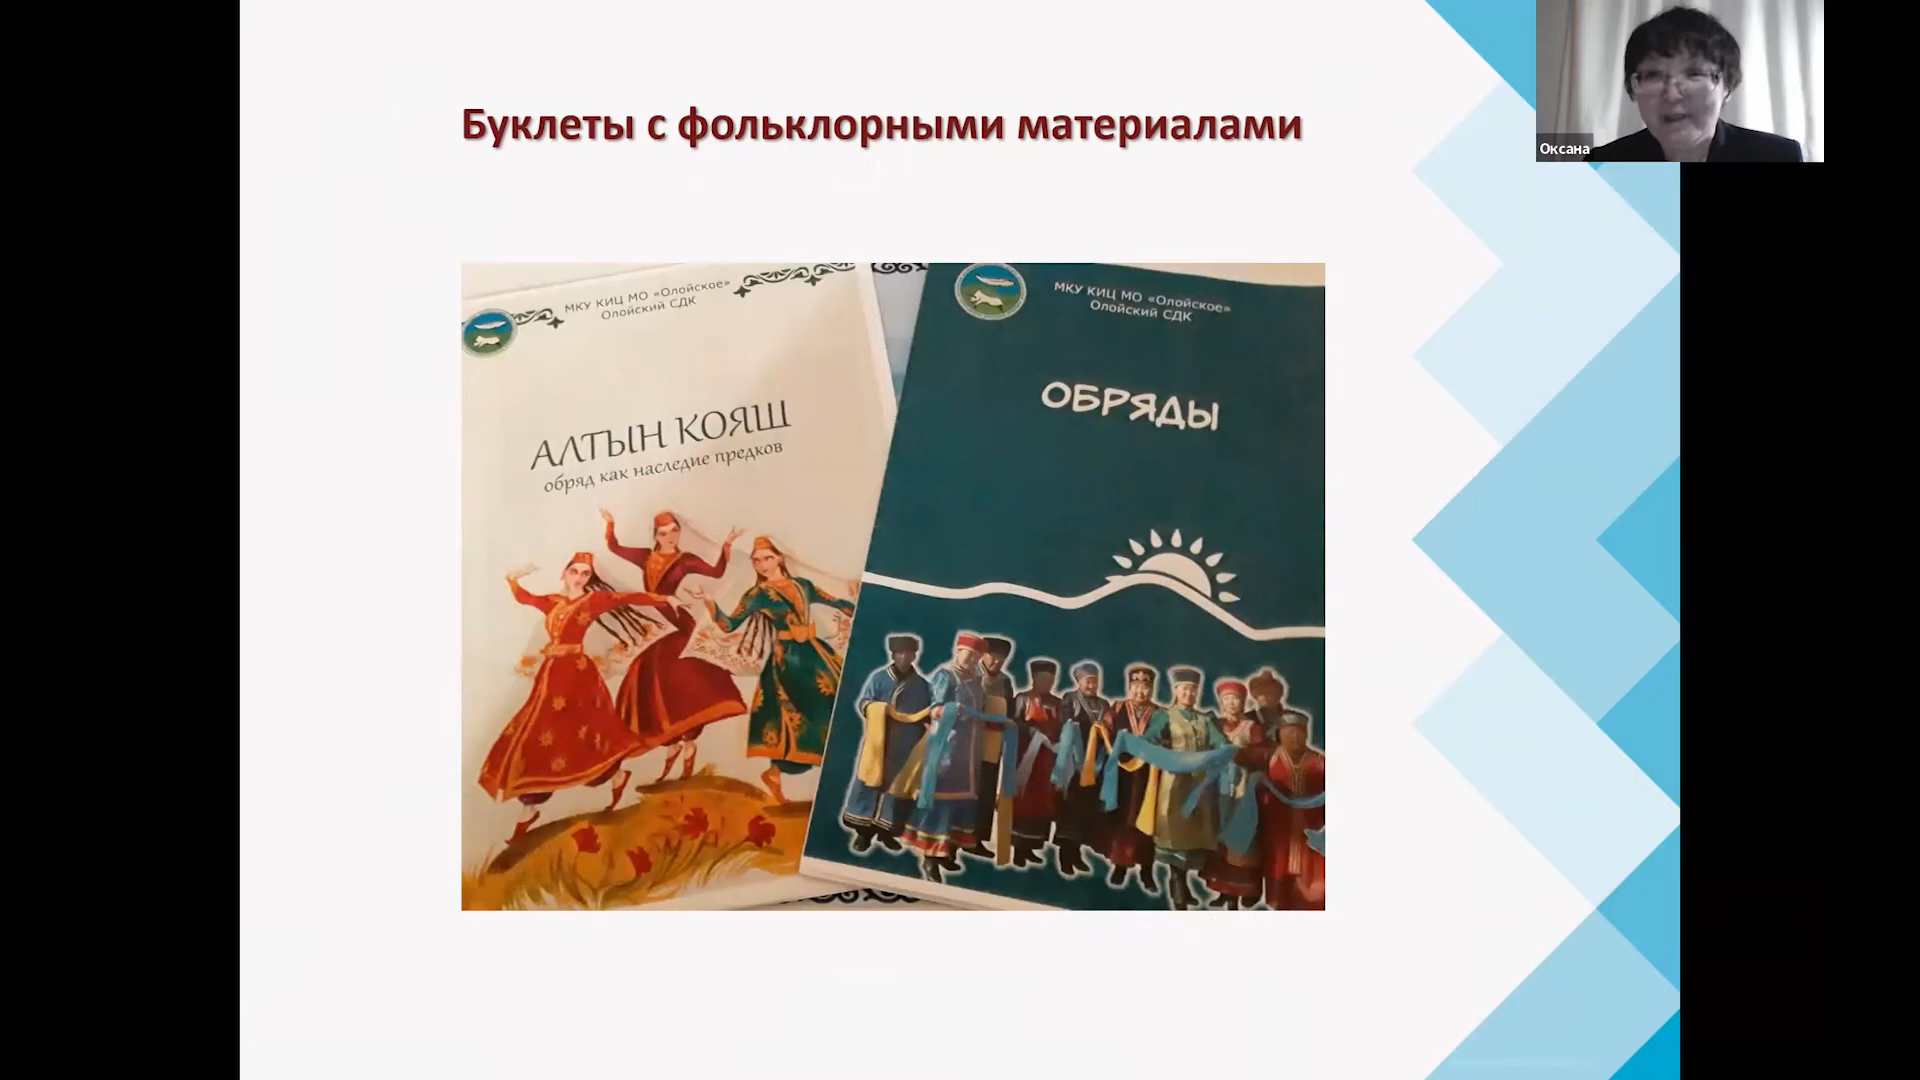 Буклеты с фольклорными материалами
Оксана
МКУ КИЦ МО «Олойское»
Олойский СДК
АЛТЫН КОЯШ
обряд как наследие предков
МКУ КИЦ МО «Олойское»
Олойский СДК
ОБРЯДЫ